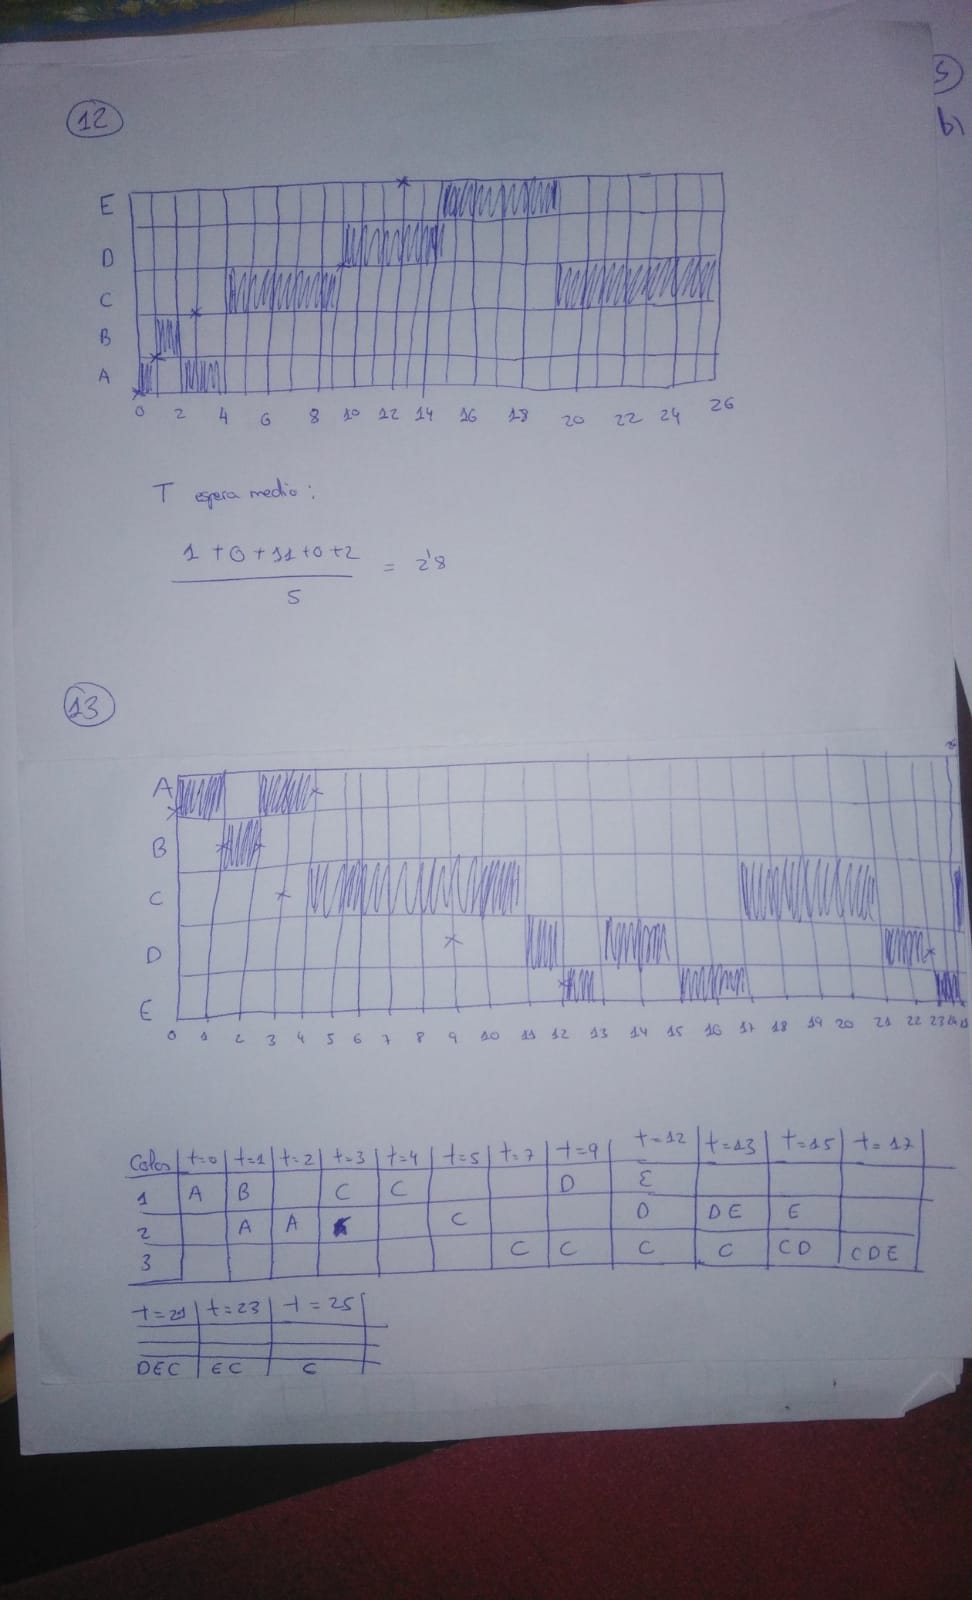 12
5
b)
E
D
C
B
A
0 2 4 6 8 10 12 14 16 18 20 22 24 26
T espera medio:
1 + 0 + 11 + 0 + 2
5
= 2'8
13
A
B
C
D
E
0 1 2 3 4 5 6 7 8 9 10 11 12 13 14 15 16 17 18 19 20 21 22 23 24
Colas t=0 t=1 t=2 t=3 t=4 t=5 t=7 t=9 t=12 t=13 t=15 t=17
1 A B C C D E
2 A A C D DE E
3 C C C C CD CDE
t=21 t=23 t=25
DEC EC C